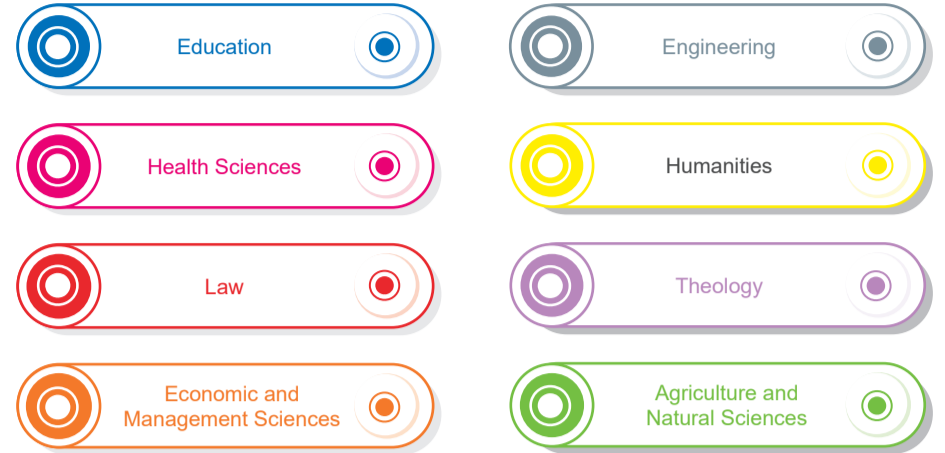 Education
Engineering
Health Sciences
Humanities
Law
Theology
Economic and
Management Sciences
Agriculture and
Natural Sciences